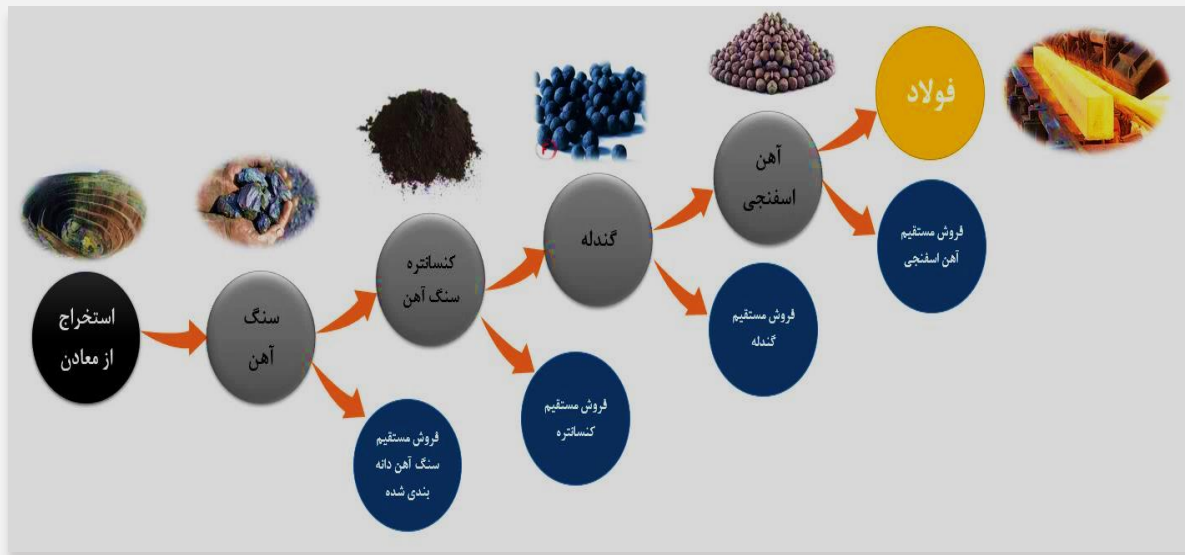 استخراج
از معادن
سنگ
آهن
فروش مستقیم
سنگ آهن دانه
بندی شده
کنسانتره
سنگ آهن
فروش مستقیم
کنسانتره
گندله
فروش مستقیم
گندله
آهن
اسفنجی
فروش مستقیم
آهن اسفنجی
فولاد